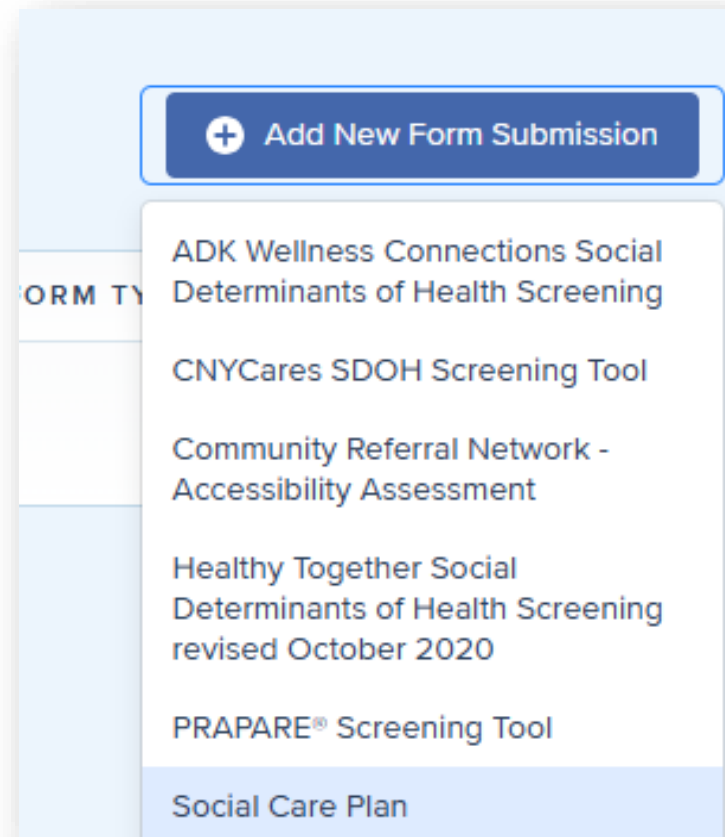 Add New Form Submission
ADK Wellness Connections Social
ORM TY
Determinants of Health Screening
CNYCares SDOH Screening Tool
Community Referral Network -
Accessibility Assessment
Healthy Together Social
Determinants of Health Screening
revised October 2020
PRAPARE® Screening Tool
Social Care Plan